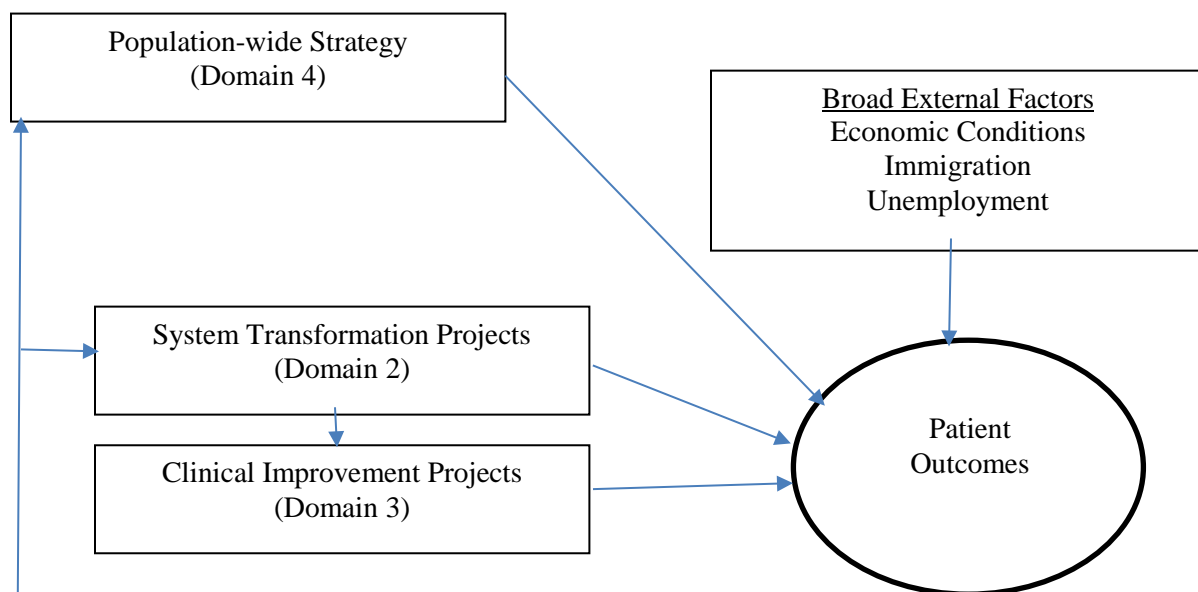 Population-wide Strategy
(Domain 4)
Broad External Factors
Economic Conditions
Immigration
Unemployment
System Transformation Projects
(Domain 2)
Clinical Improvement Projects
(Domain 3)
Patient
Outcomes